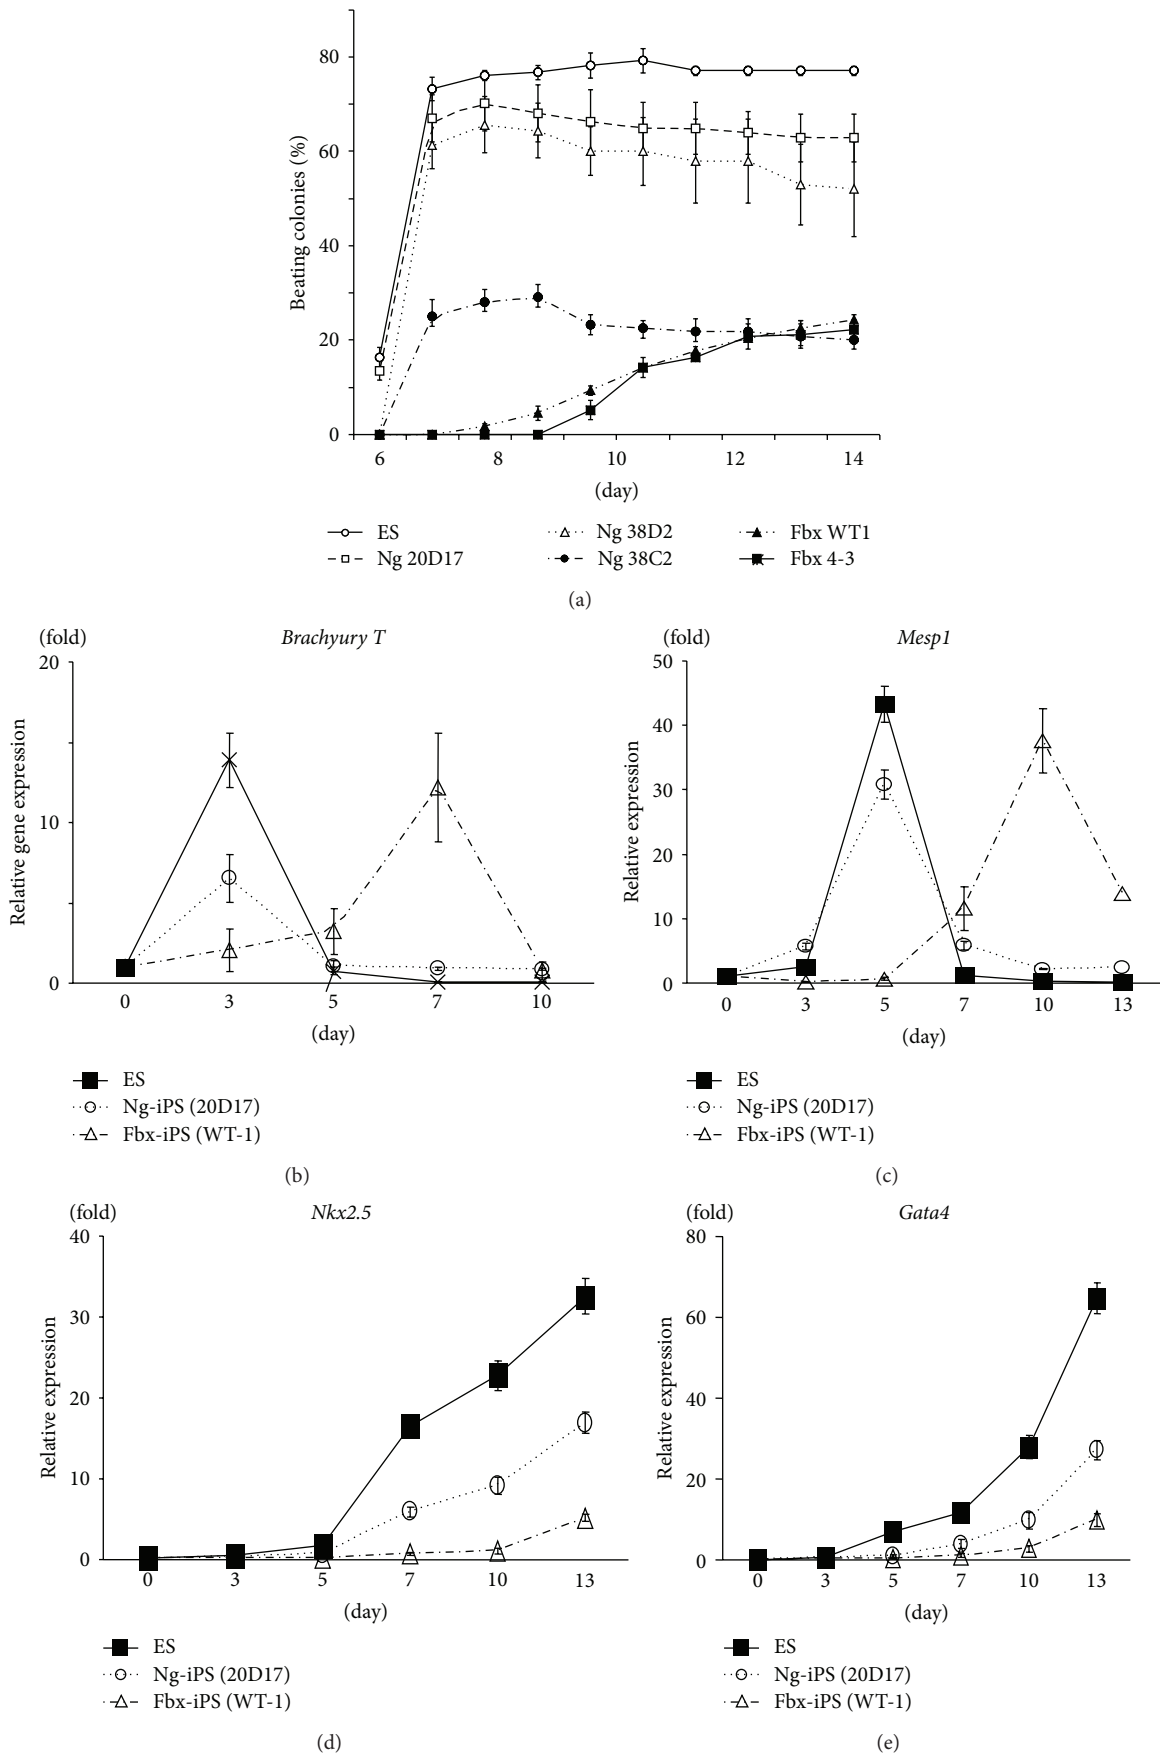 80
60
40
20
0
Beating colonies (%)
6 8 10 12 14
(day)
ES Ng 38D2 Fbx WT1
Ng 20D17 Ng 38C2 Fbx 4-3
(a)
(fold) Brachyury T
20
10
0
Relative gene expression
0 3 5 7 10
(day)
ES
Ng-iPS (20D17)
Fbx-iPS (WT-1)
(b)
(fold) Mesp1
50
40
30
20
10
0
Relative expression
0 3 5 7 10 13
(day)
ES
Ng-iPS (20D17)
Fbx-iPS (WT-1)
(c)
(fold) Nkx2.5
40
30
20
10
0
Relative expression
0 3 5 7 10 13
(day)
ES
Ng-iPS (20D17)
Fbx-iPS (WT-1)
(d)
(fold) Gata4
80
60
40
20
0
Relative expression
0 3 5 7 10 13
(day)
ES
Ng-iPS (20D17)
Fbx-iPS (WT-1)
(e)